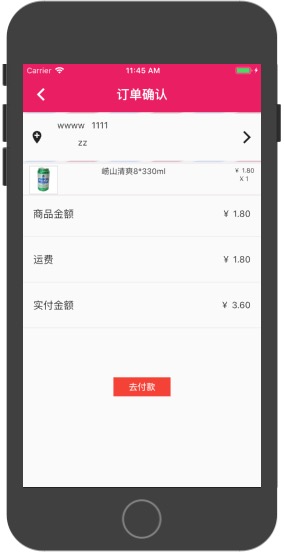 Carrier 11:45 AM
订单确认
wwww 1111
zz
崂山清爽8*330ml ￥ 1.80
X 1
商品金额 ￥ 1.80
运费 ￥ 1.80
实付金额 ￥ 3.60
去付款